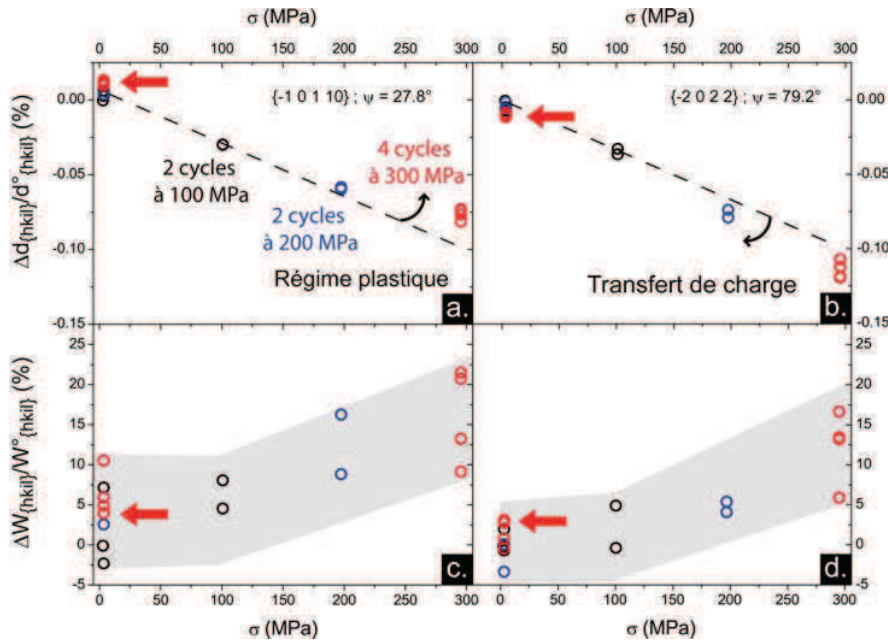 σ (MPa)
σ (MPa)
0 50 100 150 200 250 300
0 50 100 150 200 250 300
Δd{hkil}/d°{hkil} (%)
0.00
-0.05
-0.10
-0.15
{-1 0 1 10} ; ψ = 27.8°
2 cycles
à 100 MPa
4 cycles
à 300 MPa
2 cycles
à 200 MPa
Régime plastique
a.
{-2 0 2 2} ; ψ = 79.2°
Transfert de charge
b.
0.00
-0.05
-0.10
-0.15
ΔW{hkil}/W°{hkil} (%)
25
20
15
10
5
0
-5
c.
d.
25
20
15
10
5
0
-5
0 50 100 150 200 250 300
0 50 100 150 200 250 300
σ (MPa)
σ (MPa)